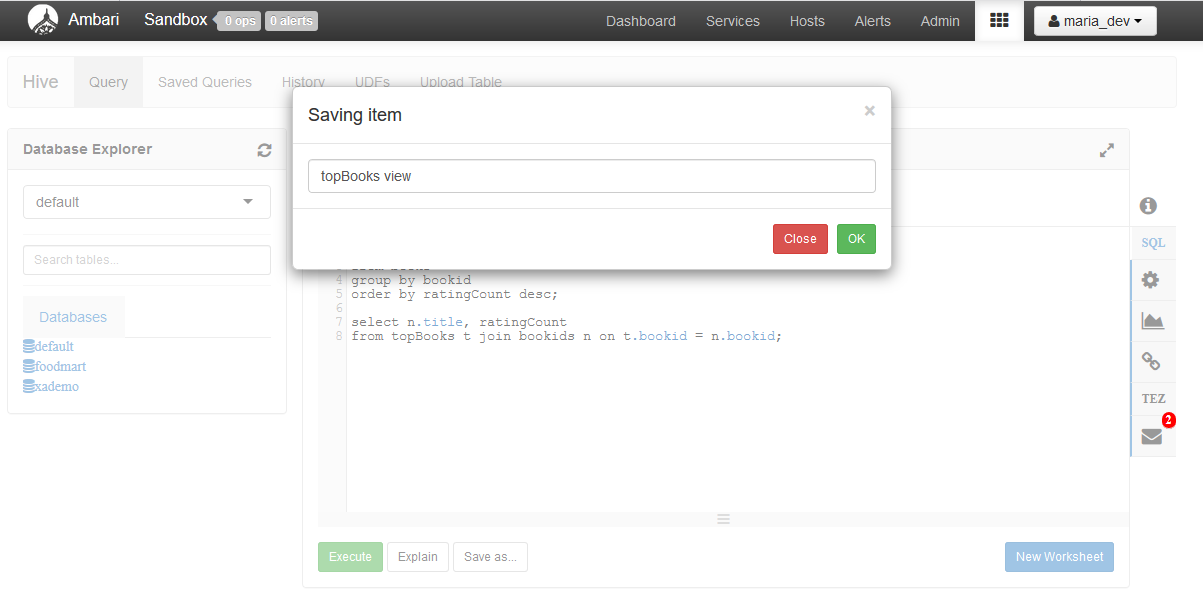 Ambari Sandbox 0 ops 0 alerts Dashboard Services Hosts Alerts Admin maria_dev
Hive Query Saved Queries History UDFs Upload Table
Saving item ×
topBooks view
Close OK
Database Explorer
default
Search tables...
Databases
default
foodmart
xademo
4 group by bookid
5 order by ratingCount desc;
6
7 select n.title, ratingCount
8 from topBooks t join bookids n on t.bookid = n.bookid;
SQL
TEZ
2
Execute Explain Save as... New Worksheet